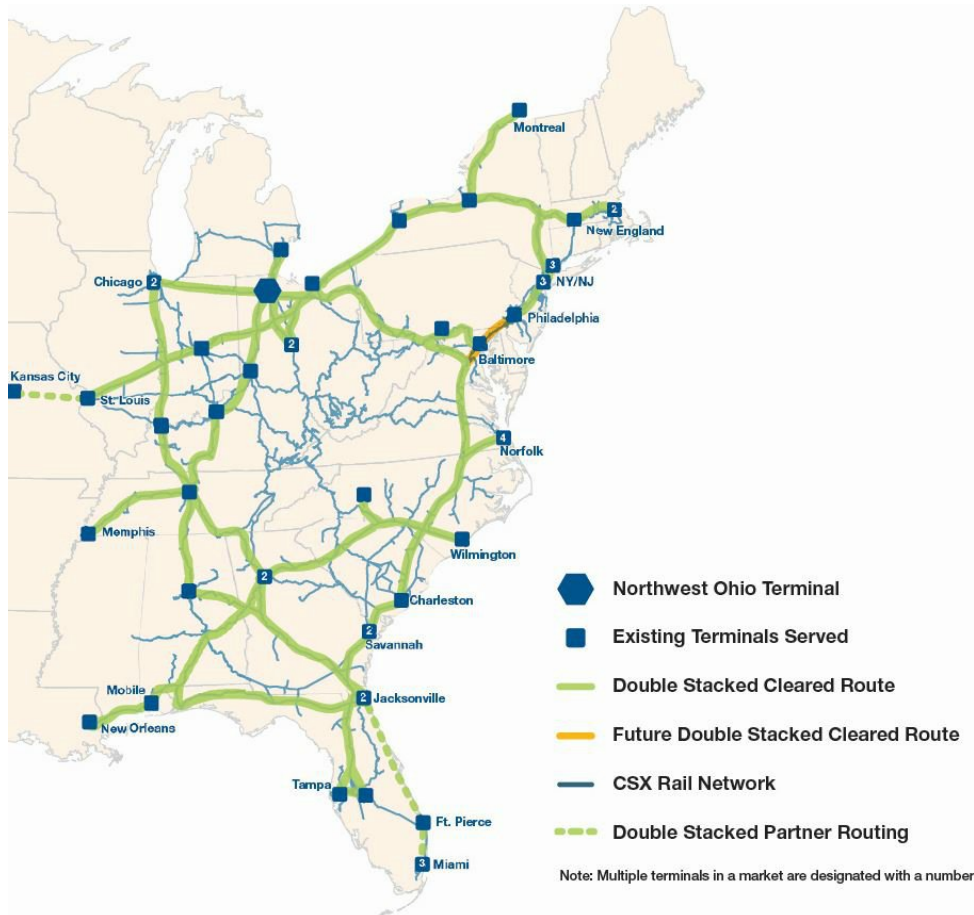 Montreal
2
New England
3
3
NY/NJ
Chicago
2
Philadelphia
2
Baltimore
Kansas City
St. Louis
4
Norfolk
Memphis
Wilmington
2
Charleston
2
Savannah
Mobile
2
Jacksonville
New Orleans
Tampa
Ft. Pierce
3
Miami
Northwest Ohio Terminal
Existing Terminals Served
Double Stacked Cleared Route
Future Double Stacked Cleared Route
CSX Rail Network
Double Stacked Partner Routing
Note: Multiple terminals in a market are designated with a number